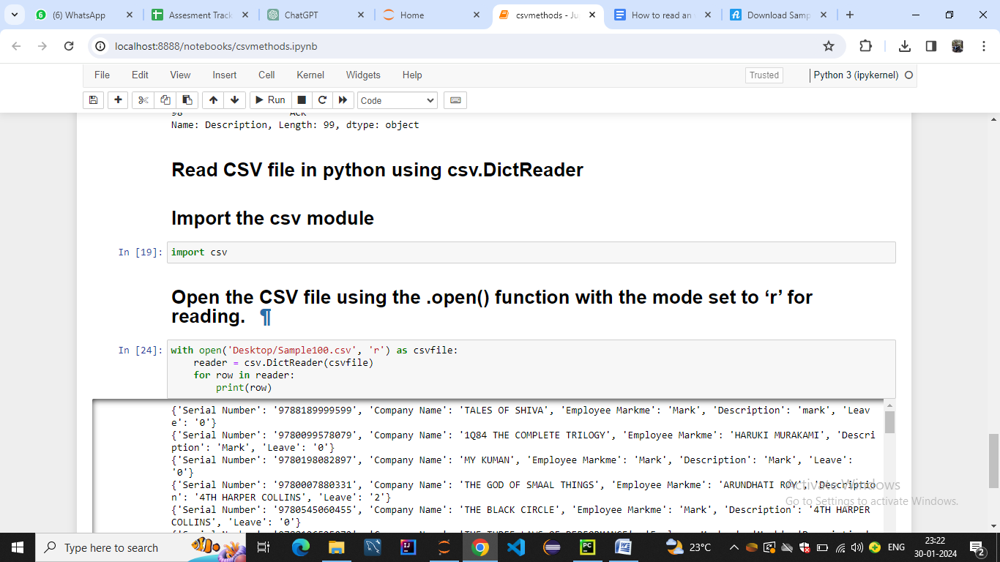 (6) WhatsApp
Assesment Track
ChatGPT
Home
csvmethods - Ju
How to read an
Download Samp
localhost:8888/notebooks/csvmethods.ipynb
File Edit View Insert Cell Kernel Widgets Help
Trusted
Python 3 (ipykernel)
Run
Code
98 Ack
Name: Description, Length: 99, dtype: object
Read CSV file in python using csv.DictReader
Import the csv module
In [19]: import csv
Open the CSV file using the .open() function with the mode set to ‘r’ for
reading. ¶
In [24]: with open('Desktop/Sample100.csv', 'r') as csvfile:
reader = csv.DictReader(csvfile)
for row in reader:
print(row)
{'Serial Number': '9788189999599', 'Company Name': 'TALES OF SHIVA', 'Employee Markme': 'Mark', 'Description': 'mark', 'Leav
e': '0'}
{'Serial Number': '9780099578079', 'Company Name': '1Q84 THE COMPLETE TRILOGY', 'Employee Markme': 'HARUKI MURAKAMI', 'Descri
ption': 'Mark', 'Leave': '0'}
{'Serial Number': '9780198082897', 'Company Name': 'MY KUMAN', 'Employee Markme': 'Mark', 'Description': 'Mark', 'Leave':
'0'}
{'Serial Number': '9780007880331', 'Company Name': 'THE GOD OF SMAAL THINGS', 'Employee Markme': 'ARUNDHATI ROY', 'Descriptio
n': '4TH HARPER COLLINS', 'Leave': '2'}
{'Serial Number': '9780545060455', 'Company Name': 'THE BLACK CIRCLE', 'Employee Markme': 'Mark', 'Description': '4TH HARPER
COLLINS', 'Leave': '0'}
Activate Windows
Go to Settings to activate Windows.
Type here to search
23°C
ENG
23:22
30-01-2024
2